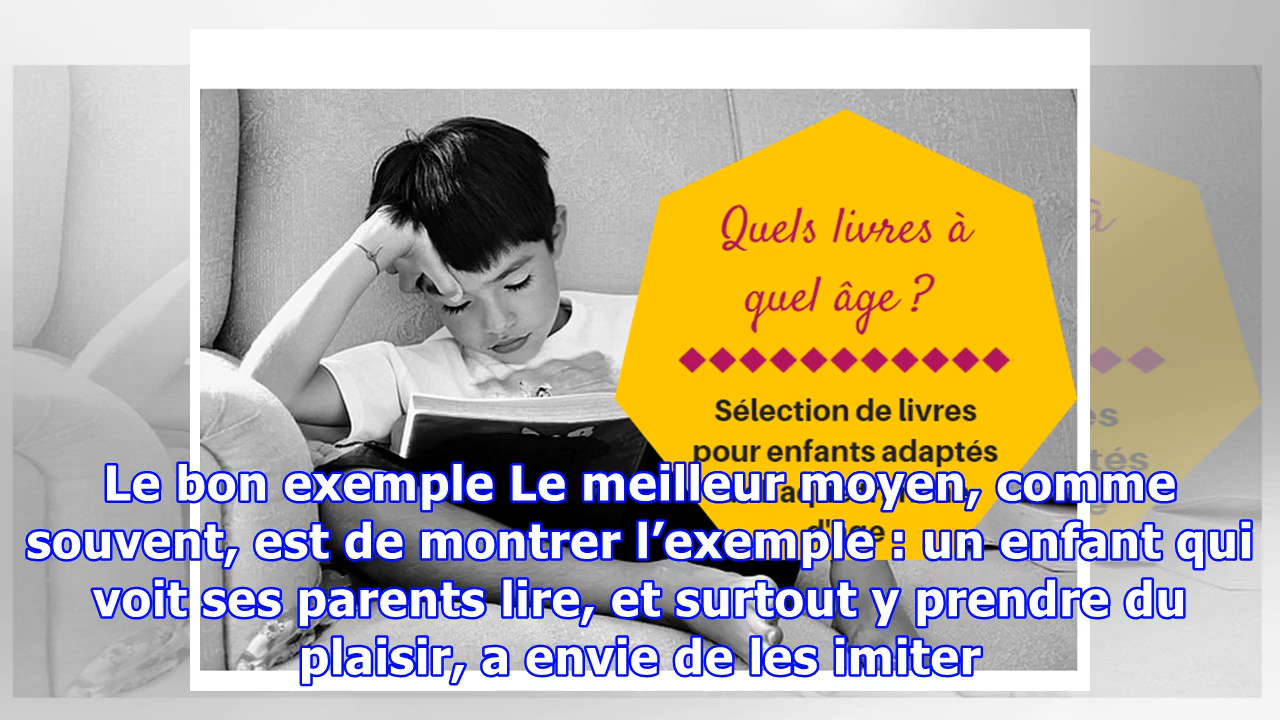 Quels livres à
quel âge ?
Sélection de livres
pour enfants adaptés
d'âge
Le bon exemple Le meilleur moyen, comme
souvent, est de montrer l’exemple : un enfant qui
voit ses parents lire, et surtout y prendre du
plaisir, a envie de les imiter